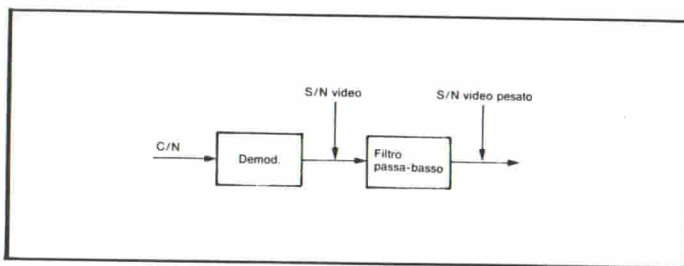 S/N video
S/N video pesato
C/N
Demod.
Filtro
passa-basso